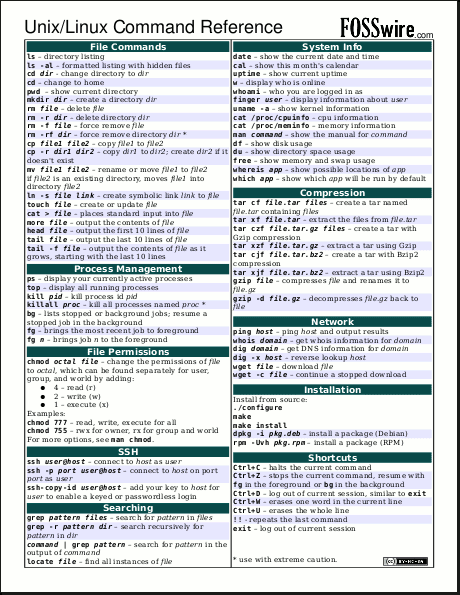 Unix/Linux Command Reference
FOSSwire.com
File Commands
ls – directory listing
ls -al – formatted listing with hidden files
cd dir - change directory to dir
cd – change to home
pwd – show current directory
mkdir dir – create a directory dir
rm file – delete file
rm -r dir – delete directory dir
rm -f file – force remove file
rm -rf dir – force remove directory dir *
cp file1 file2 – copy file1 to file2
cp -r dir1 dir2 – copy dir1 to dir2; create dir2 if it
doesn't exist
mv file1 file2 – rename or move file1 to file2
if file2 is an existing directory, moves file1 into
directory file2
ln -s file link – create symbolic link link to file
touch file – create or update file
cat > file – places standard input into file
more file – output the contents of file
head file – output the first 10 lines of file
tail file – output the last 10 lines of file
tail -f file – output the contents of file as it
grows, starting with the last 10 lines
Process Management
ps – display your currently active processes
top – display all running processes
kill pid – kill process id pid
killall proc – kill all processes named proc *
bg – lists stopped or background jobs; resume a
stopped job in the background
fg – brings the most recent job to foreground
fg n – brings job n to the foreground
File Permissions
chmod octal file – change the permissions of file
to octal, which can be found separately for user,
group, and world by adding:
● 4 – read (r)
● 2 – write (w)
● 1 – execute (x)
Examples:
chmod 777 – read, write, execute for all
chmod 755 – rwx for owner, rx for group and world
For more options, see man chmod.
SSH
ssh user@host – connect to host as user
ssh -p port user@host – connect to host on port
port as user
ssh-copy-id user@host – add your key to host for
user to enable a keyed or passwordless login
Searching
grep pattern files – search for pattern in files
grep -r pattern dir – search recursively for
pattern in dir
command | grep pattern – search for pattern in the
output of command
locate file – find all instances of file
System Info
date – show the current date and time
cal – show this month's calendar
uptime – show current uptime
w – display who is online
whoami – who you are logged in as
finger user – display information about user
uname -a – show kernel information
cat /proc/cpuinfo – cpu information
cat /proc/meminfo – memory information
man command – show the manual for command
df – show disk usage
du – show directory space usage
free – show memory and swap usage
whereis app – show possible locations of app
which app – show which app will be run by default
Compression
tar cf file.tar files – create a tar named
file.tar containing files
tar xf file.tar – extract the files from file.tar
tar czf file.tar.gz files – create a tar with
Gzip compression
tar xzf file.tar.gz – extract a tar using Gzip
tar cjf file.tar.bz2 – create a tar with Bzip2
compression
tar xjf file.tar.bz2 – extract a tar using Bzip2
gzip file – compresses file and renames it to
file.gz
gzip -d file.gz – decompresses file.gz back to
file
Network
ping host – ping host and output results
whois domain – get whois information for domain
dig domain – get DNS information for domain
dig -x host – reverse lookup host
wget file – download file
wget -c file – continue a stopped download
Installation
Install from source:
./configure
make
make install
dpkg -i pkg.deb – install a package (Debian)
rpm -Uvh pkg.rpm – install a package (RPM)
Shortcuts
Ctrl+C – halts the current command
Ctrl+Z – stops the current command, resume with
fg in the foreground or bg in the background
Ctrl+D – log out of current session, similar to exit
Ctrl+W – erases one word in the current line
Ctrl+U – erases the whole line
!! - repeats the last command
exit – log out of current session
* use with extreme caution.
cc BY-NC-SA